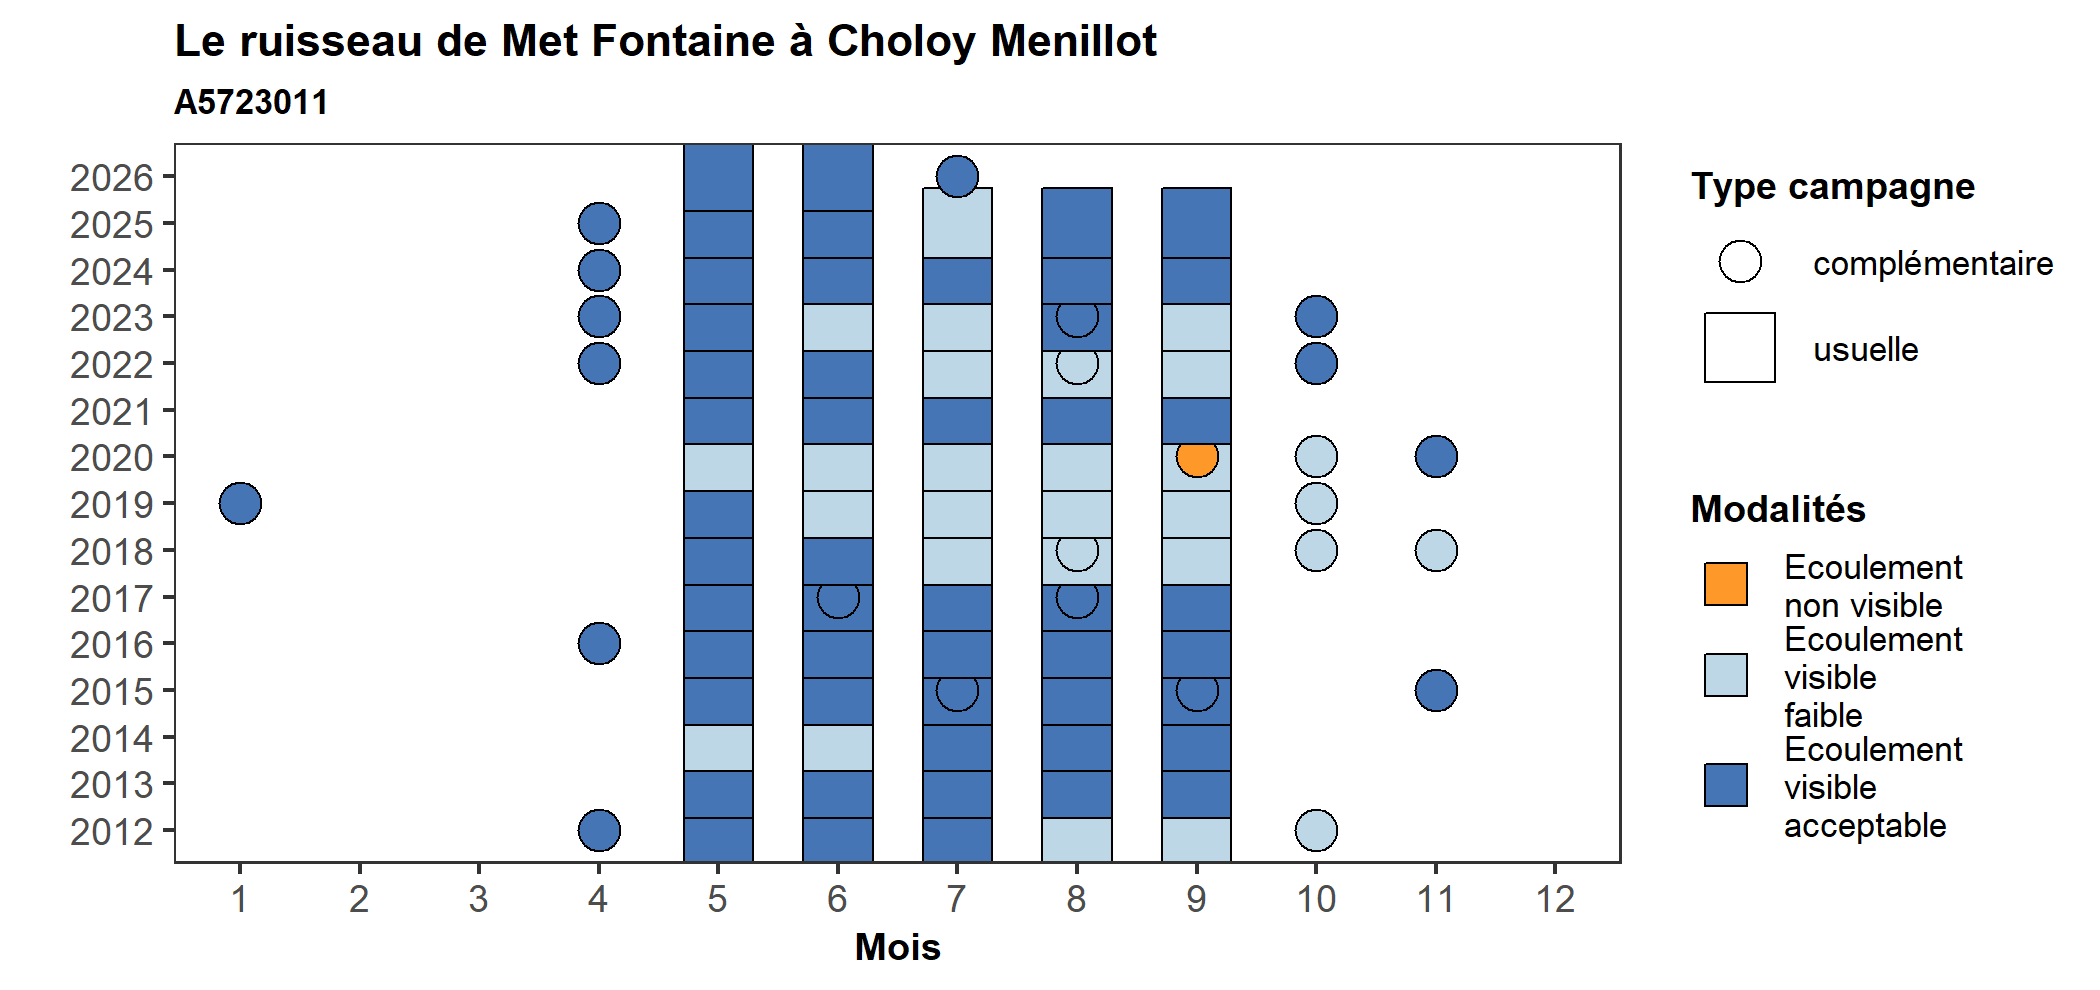 Le ruisseau de Met Fontaine à Choloy Menillot
A5723011
2026
2025
2024
2023
2022
2021
2020
2019
2018
2017
2016
2015
2014
2013
2012
1 2 3 4 5 6 7 8 9 10 11 12
Mois
Type campagne
complémentaire
usuelle
Modalités
Ecoulement
non visible
Ecoulement
visible
faible
Ecoulement
visible
acceptable